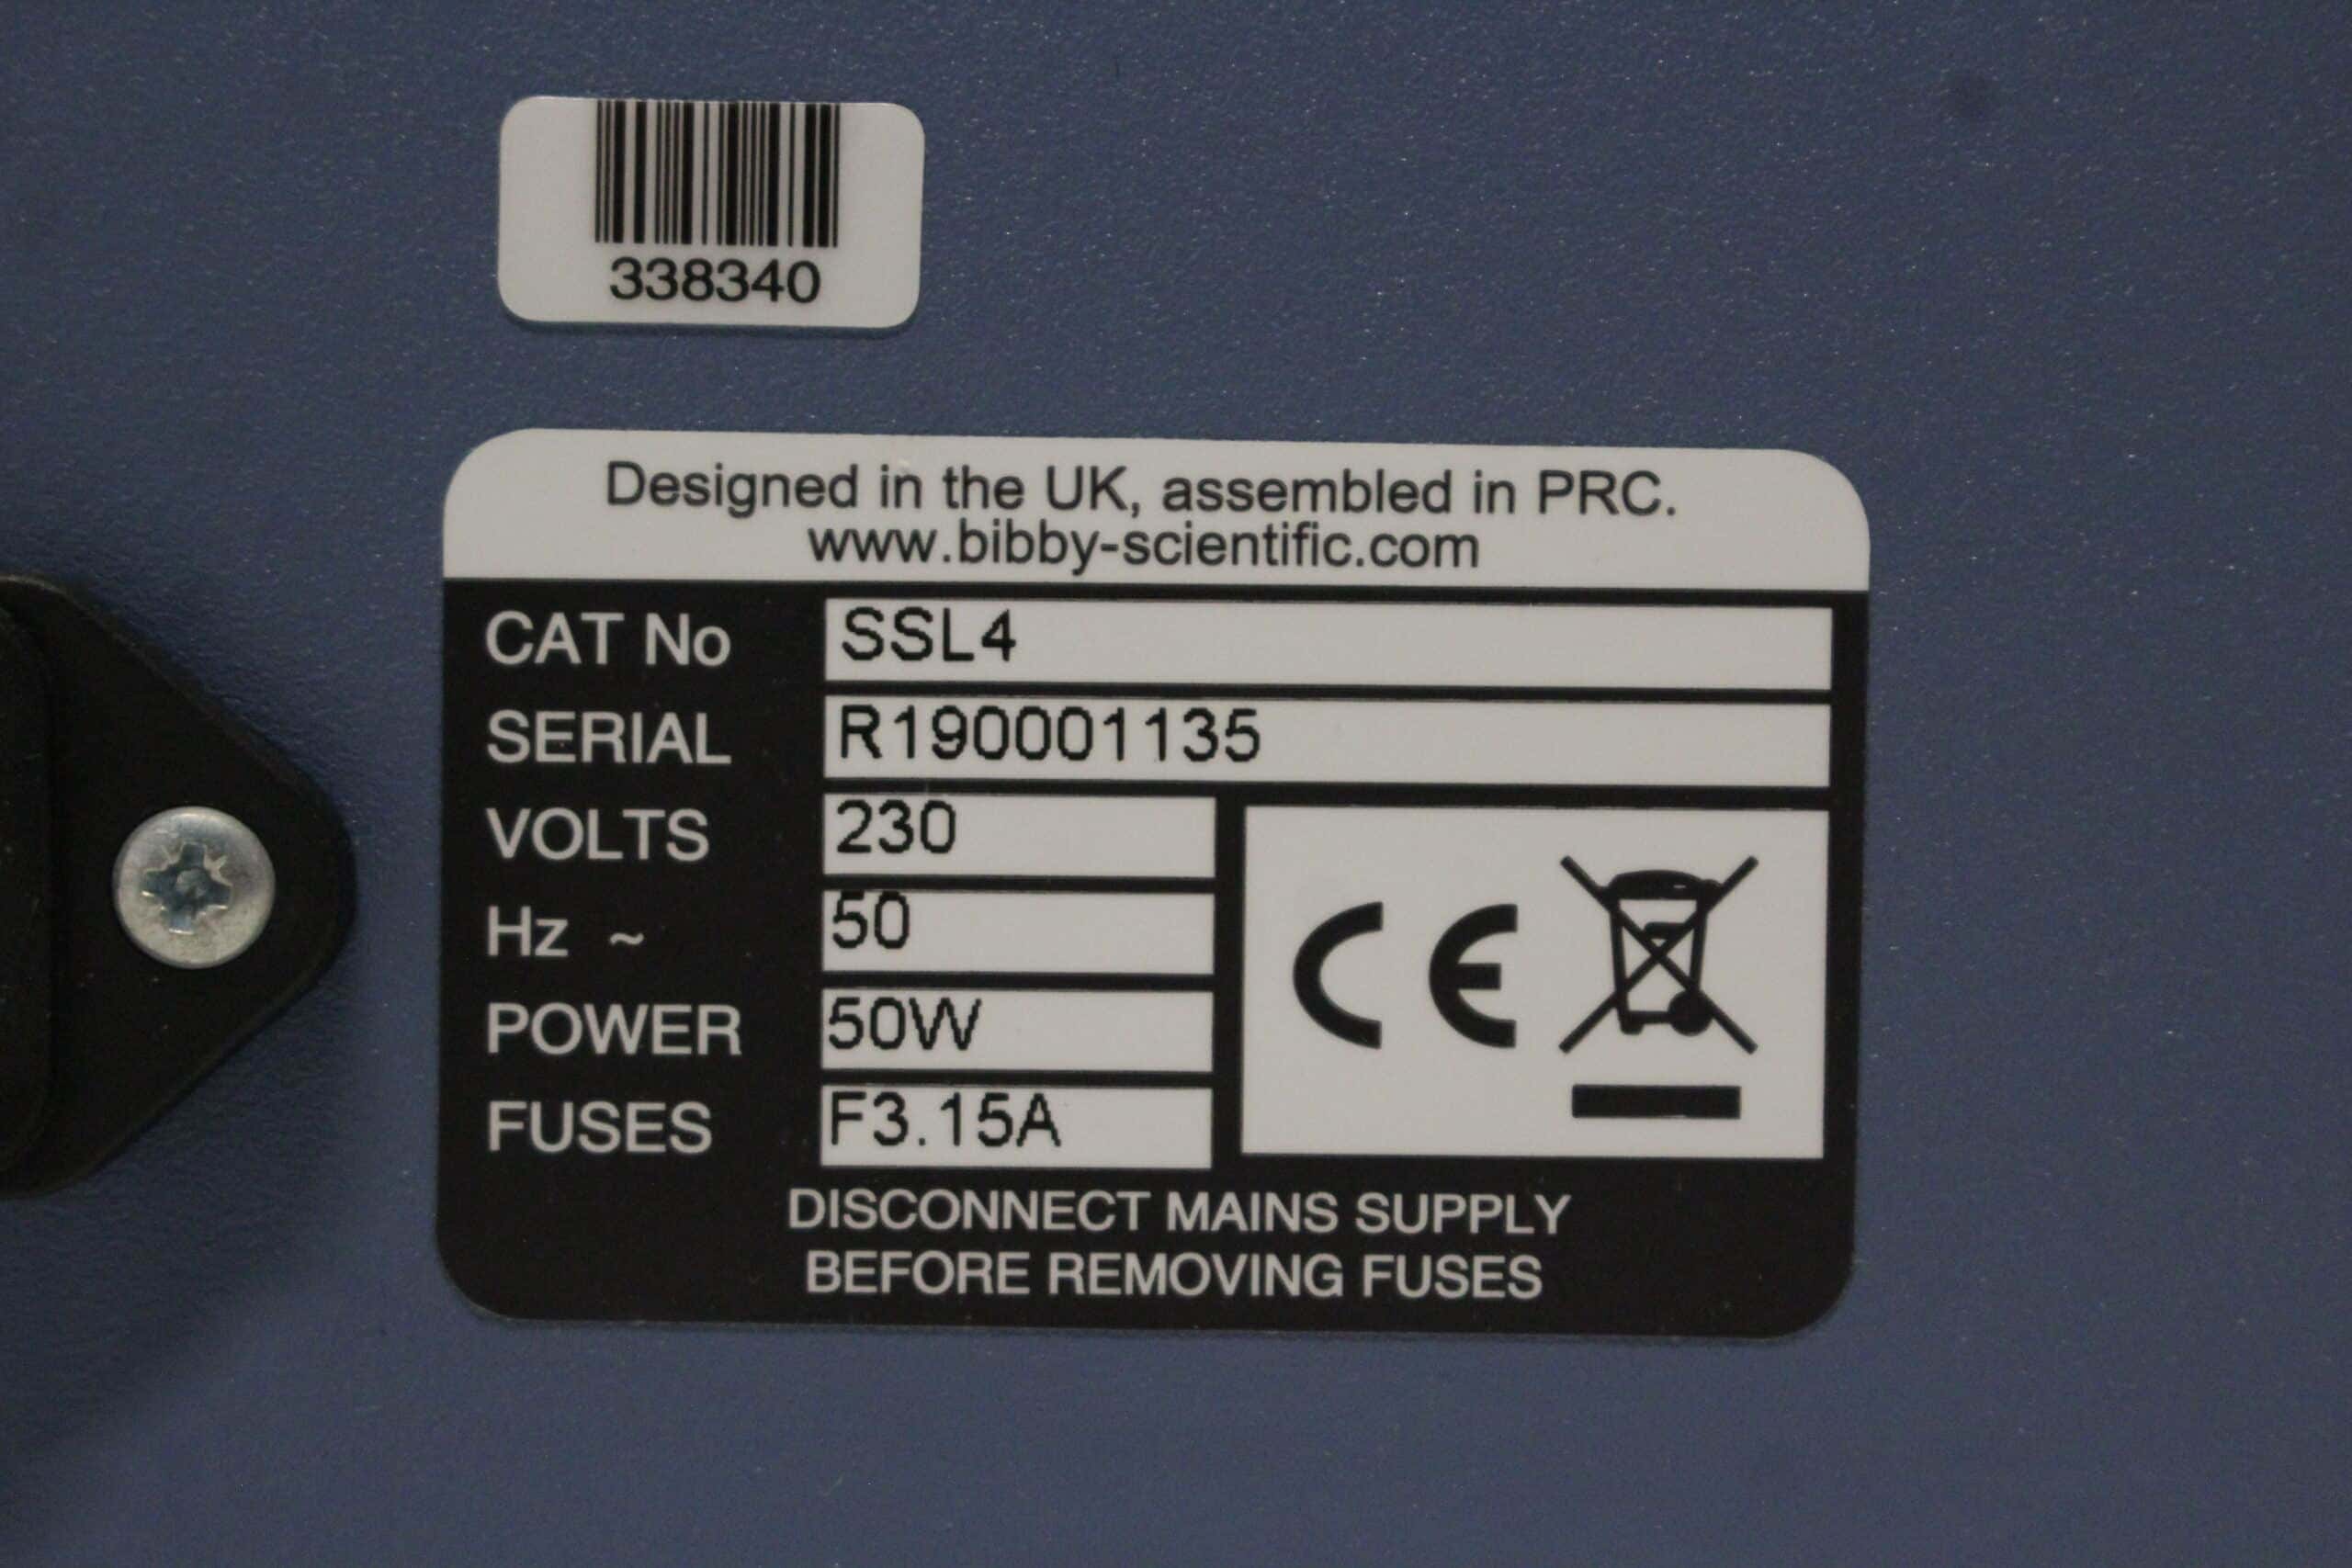 338340
Designed in the UK, assembled in PRC.
www.bibby-scientific.com
CAT No SSL4
SERIAL R190001135
VOLTS 230
Hz ~ 50
POWER 50W
FUSES F3.15A
CE
DISCONNECT MAINS SUPPLY
BEFORE REMOVING FUSES